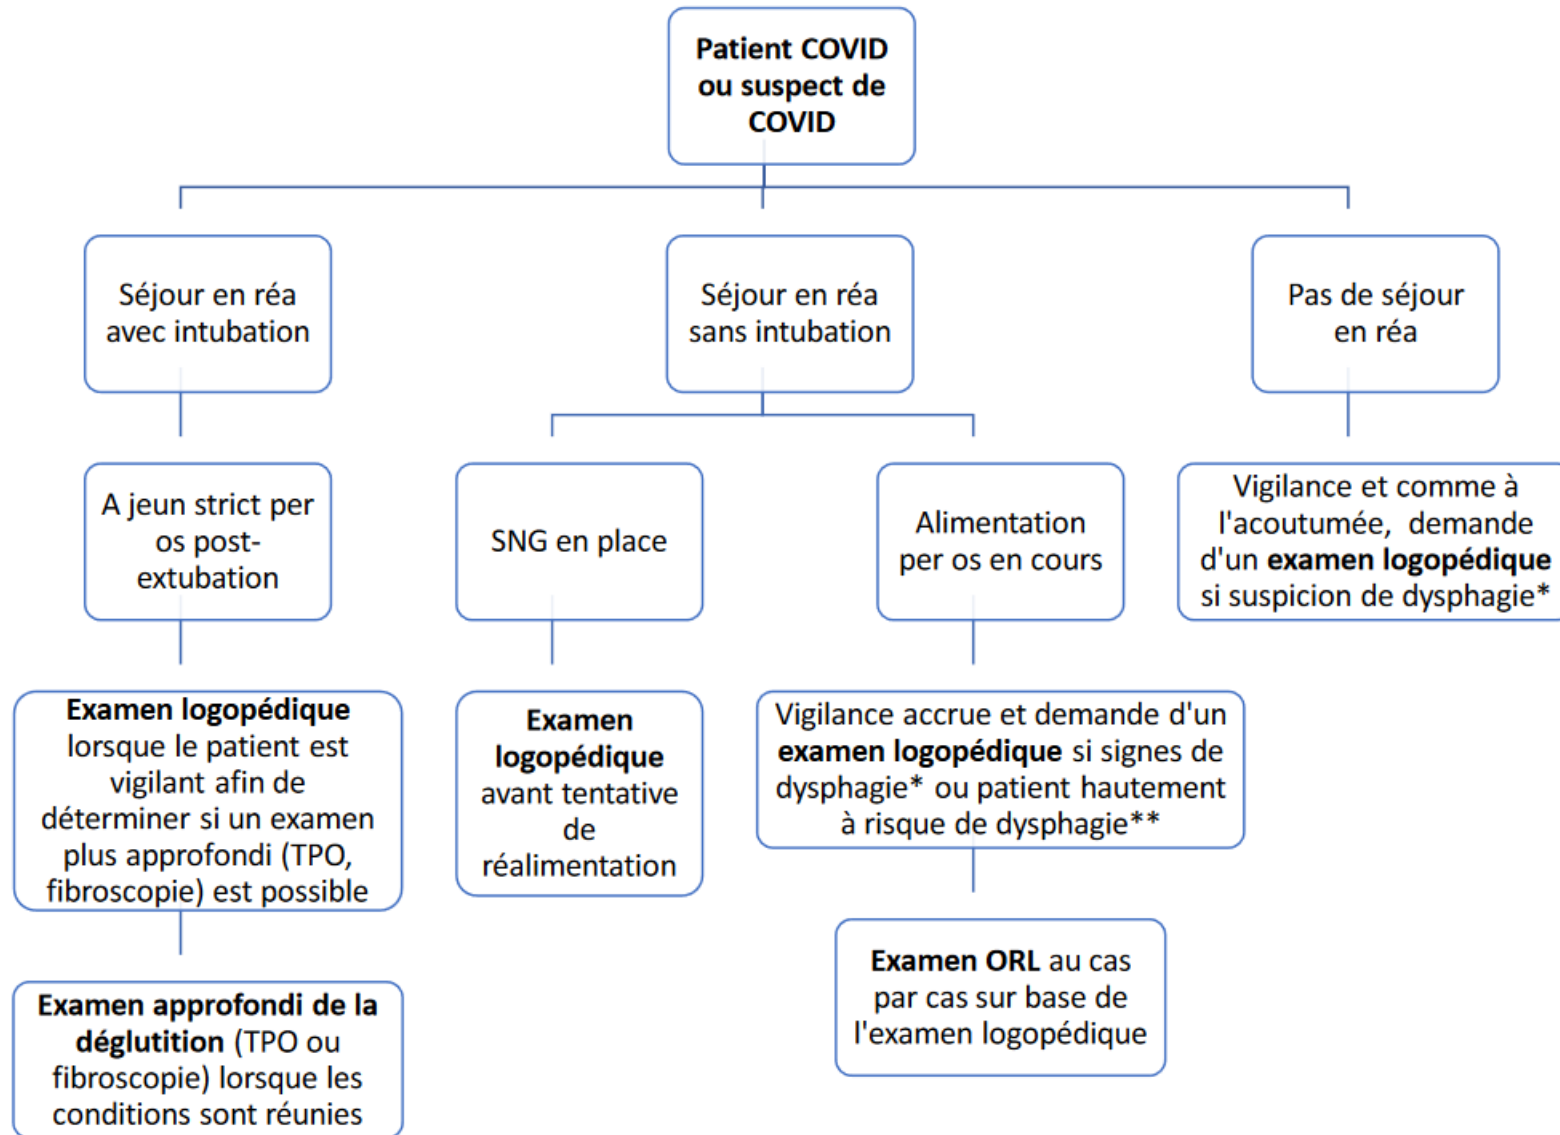 Patient COVID
ou suspect de
COVID
Séjour en réa
avec intubation
Séjour en réa
sans intubation
Pas de séjour
en réa
A jeun strict per
os post-
extubation
SNG en place
Alimentation
per os en cours
Vigilance et comme à
l'acoutumée, demande
d'un examen logopédique
si suspicion de dysphagie*
Examen logopédique
lorsque le patient est
vigilant afin de
déterminer si un examen
plus approfondi (TPO,
fibroscopie) est possible
Examen
logopédique
avant tentative
de
réalimentation
Vigilance accrue et demande d'un
examen logopédique si signes de
dysphagie* ou patient hautement
à risque de dysphagie**
Examen approfondi de la
déglutition (TPO ou
fibroscopie) lorsque les
conditions sont réunies
Examen ORL au cas
par cas sur base de
l'examen logopédique